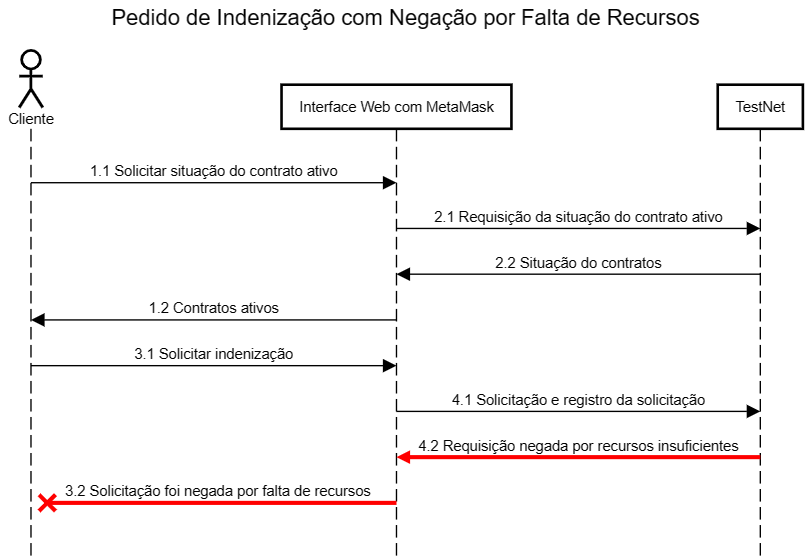 Pedido de Indenização com Negação por Falta de Recursos
Cliente
Interface Web com MetaMask
TestNet
1.1 Solicitar situação do contrato ativo
2.1 Requisição da situação do contrato ativo
2.2 Situação do contratos
1.2 Contratos ativos
3.1 Solicitar indenização
4.1 Solicitação e registro da solicitação
4.2 Requisição negada por recursos insuficientes
3.2 Solicitação foi negada por falta de recursos